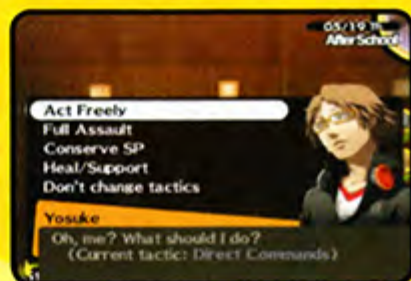 05/19 Th
After School
Act Freely
Full Assault
Conserve SP
Heal/Support
Don't change tactics
Yosuke
Oh, me? What should I do?
(Current tactic: Direct Commands)